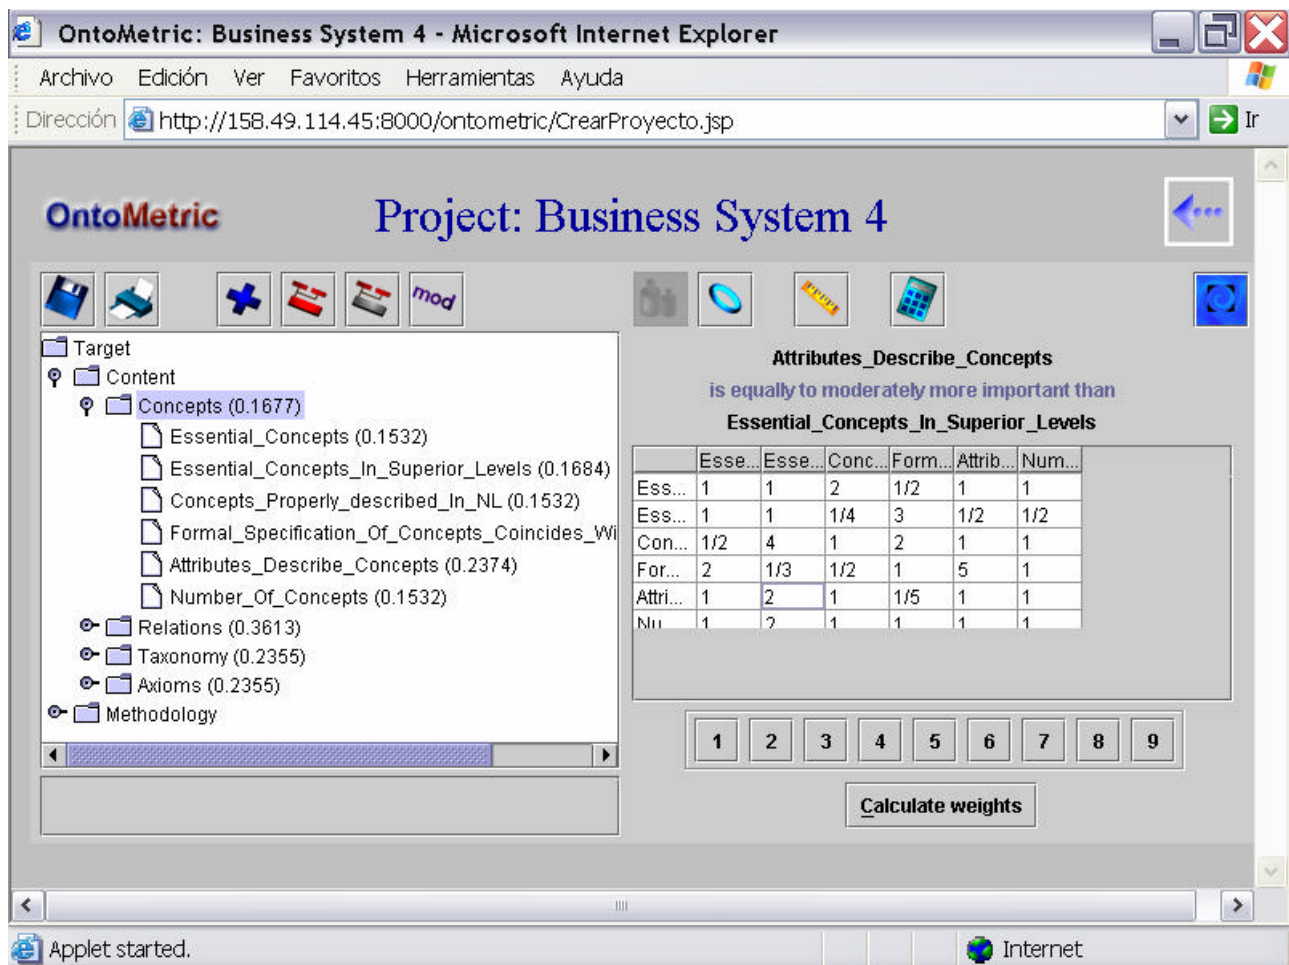 OntoMetric: Business System 4 - Microsoft Internet Explorer
Archivo Edición Ver Favoritos Herramientas Ayuda
Dirección http://158.49.114.45:8000/ontometric/CrearProyecto.jsp Ir
OntoMetric Project: Business System 4
mod
Target
Content
Concepts (0.1677)
Essential_Concepts (0.1532)
Essential_Concepts_In_Superior_Levels (0.1684)
Concepts_Properly_described_In_NL (0.1532)
Formal_Specification_Of_Concepts_Coincides_Wi
Attributes_Describe_Concepts (0.2374)
Number_Of_Concepts (0.1532)
Relations (0.3613)
Taxonomy (0.2355)
Axioms (0.2355)
Methodology
Attributes_Describe_Concepts
is equally to moderately more important than
Essential_Concepts_In_Superior_Levels
Esse... Esse... Conc... Form... Attrib... Num...
Ess... 1 1 2 1/2 1 1
Ess... 1 1 1/4 3 1/2 1/2
Con... 1/2 4 1 2 1 1
For... 2 1/3 1/2 1 5 1
Attri... 1 2 1 1/5 1 1
Nu 1 2 1 1 1 1
1 2 3 4 5 6 7 8 9
Calculate weights
Applet started. Internet